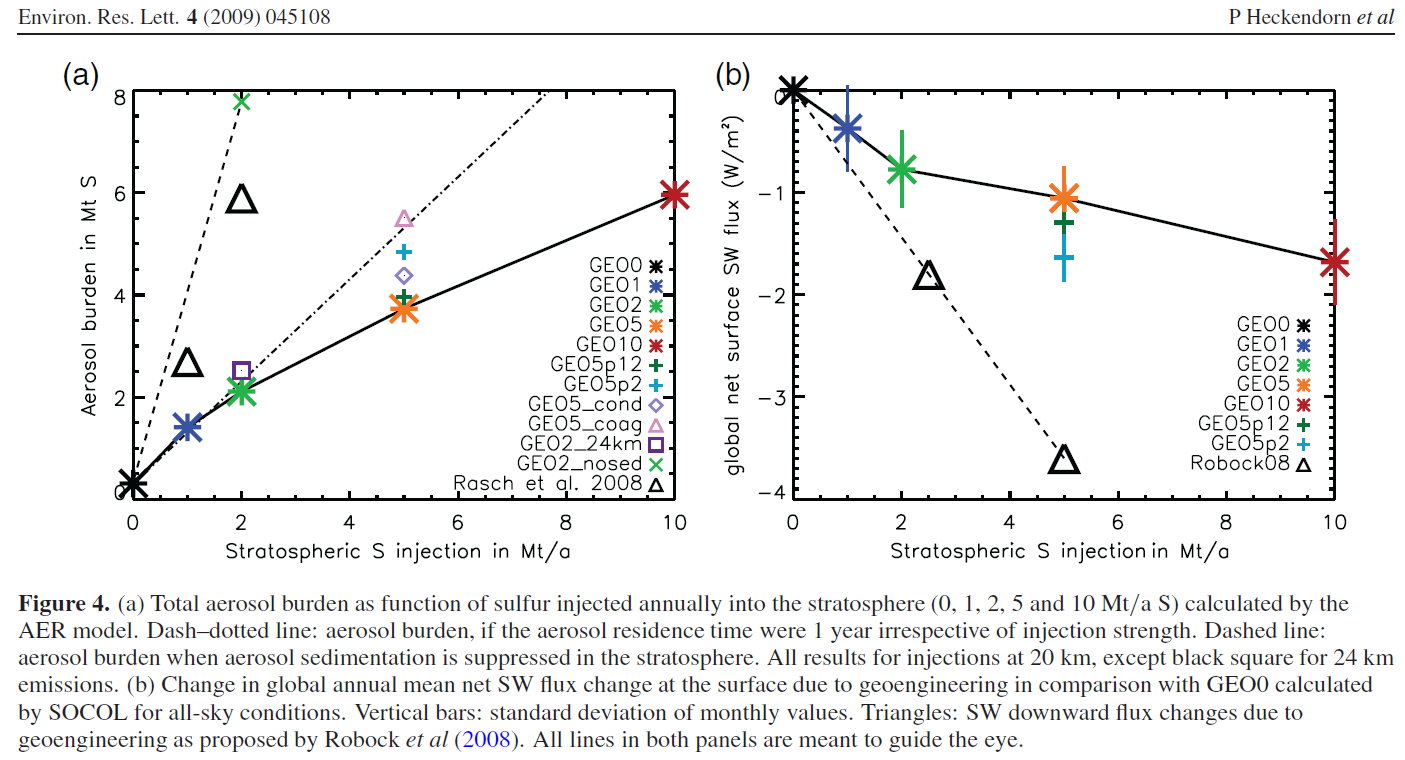 Environ. Res. Lett. 4 (2009) 045108
P Heckendorn et al
(a)
8
6
4
2
0
Aerosol burden in Mt S
GEO0
GEO1
GEO2
GEO5
GEO10
GEO5p12
GEO5p2
GEO5_cond
GEO5_coag
GEO2_24km
GEO2_nosed
Rasch et al. 2008
0 2 4 6 8 10
Stratospheric S injection in Mt/a
(b)
0
−1
−2
−3
−4
global net surface SW flux (W/m²)
GEO0
GEO1
GEO2
GEO5
GEO10
GEO5p12
GEO5p2
Robock08
0 2 4 6 8 10
Stratospheric S injection in Mt/a
Figure 4. (a) Total aerosol burden as function of sulfur injected annually into the stratosphere (0, 1, 2, 5 and 10 Mt/a S) calculated by the
AER model. Dash–dotted line: aerosol burden, if the aerosol residence time were 1 year irrespective of injection strength. Dashed line:
aerosol burden when aerosol sedimentation is suppressed in the stratosphere. All results for injections at 20 km, except black square for 24 km
emissions. (b) Change in global annual mean net SW flux change at the surface due to geoengineering in comparison with GEO0 calculated
by SOCOL for all-sky conditions. Vertical bars: standard deviation of monthly values. Triangles: SW downward flux changes due to
geoengineering as proposed by Robock et al (2008). All lines in both panels are meant to guide the eye.